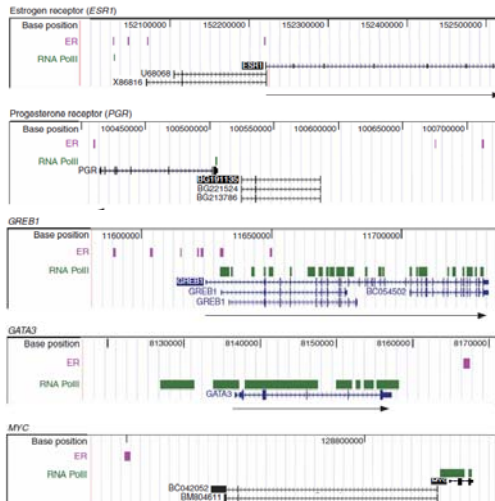 Estrogen receptor (ESR1)
Base position 152100000 152200000 152300000 152400000 152500000
ER
RNA PolII
ESR1
U68068
X86816
Progesterone receptor (PGR)
Base position 100450000 100500000 100550000 100600000 100650000 100700000
ER
RNA PolII
PGR
BG191135
BG221524
BG213786
GREB1
Base position 11600000 11650000 11700000
ER
RNA PolII
GREB1
GREB1 BC054502
GREB1
GATA3
Base position 8130000 8140000 8150000 8160000 8170000
ER
RNA PolII
GATA3
MYC
Base position 128800000
ER
RNA PolII
MYC
BC042052
BM804611